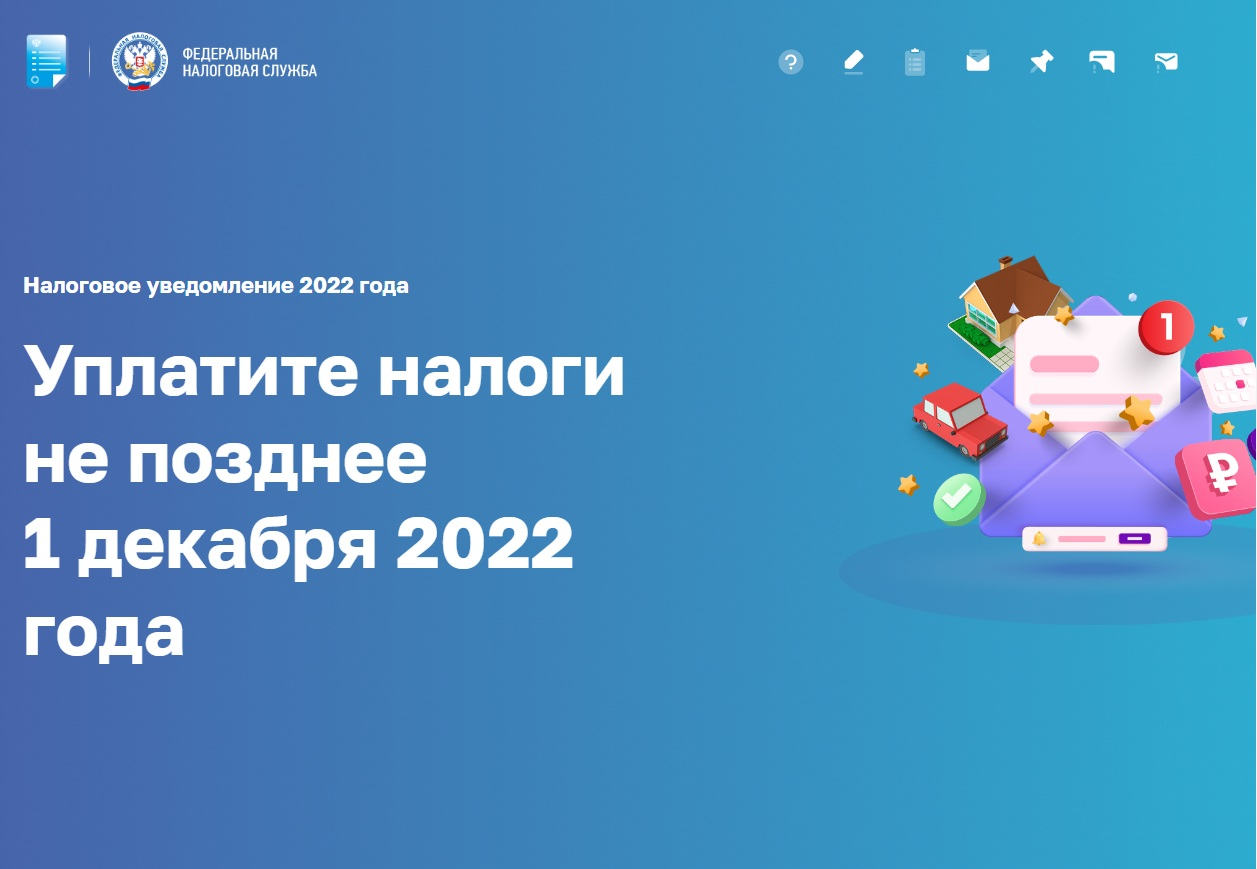 ФЕДЕРАЛЬНАЯ
НАЛОГОВАЯ СЛУЖБА
?
Налоговое уведомление 2022 года
Уплатите налоги
не позднее
1 декабря 2022
года
1
₽